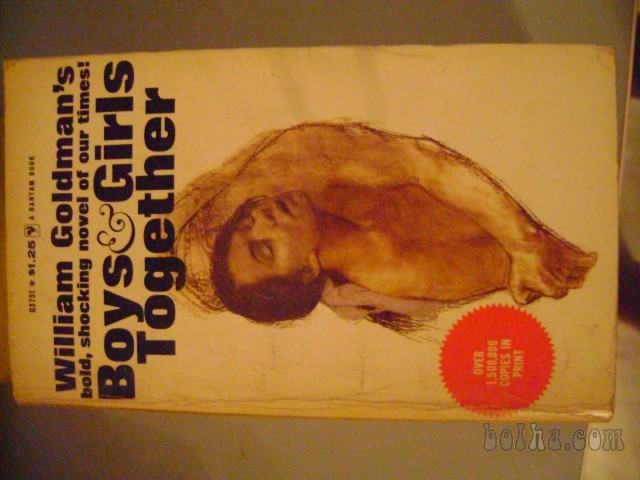 Q3751 ★ $1.25 A BANTAM BOOK
William Goldman's
bold, shocking novel of our times!
Boys & Girls
Together
OVER
1,500,000
COPIES IN
PRINT
bolha.com